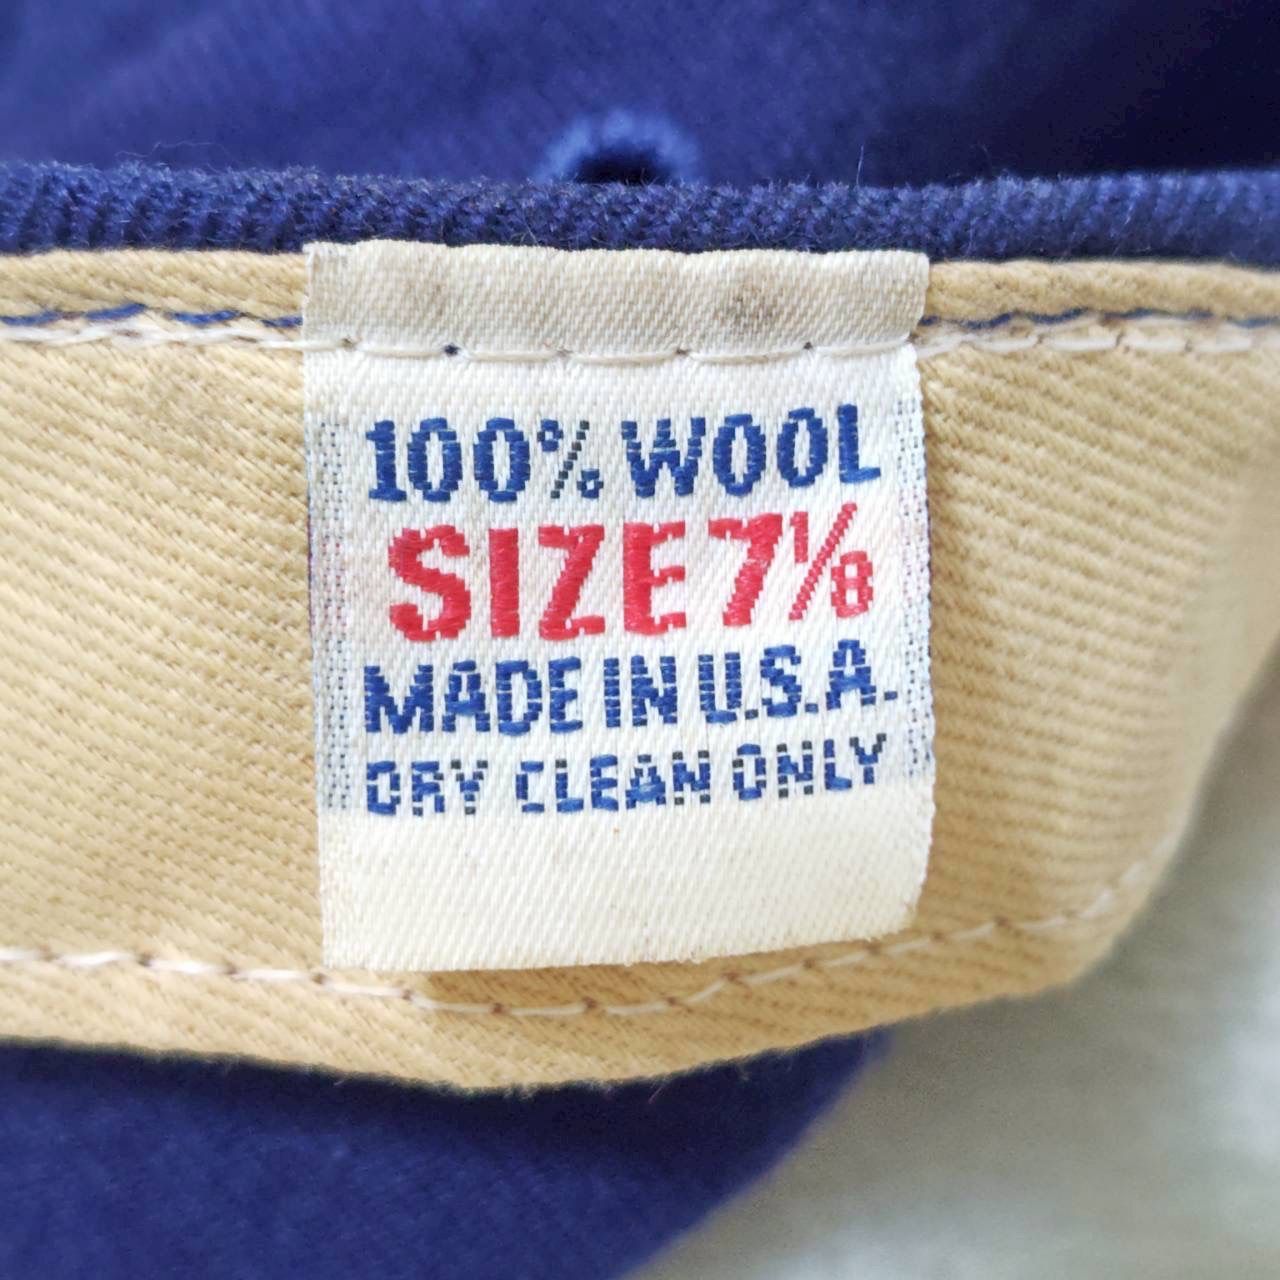 100% WOOL
SIZE 7⅛
MADE IN U.S.A.
DRY CLEAN ONLY